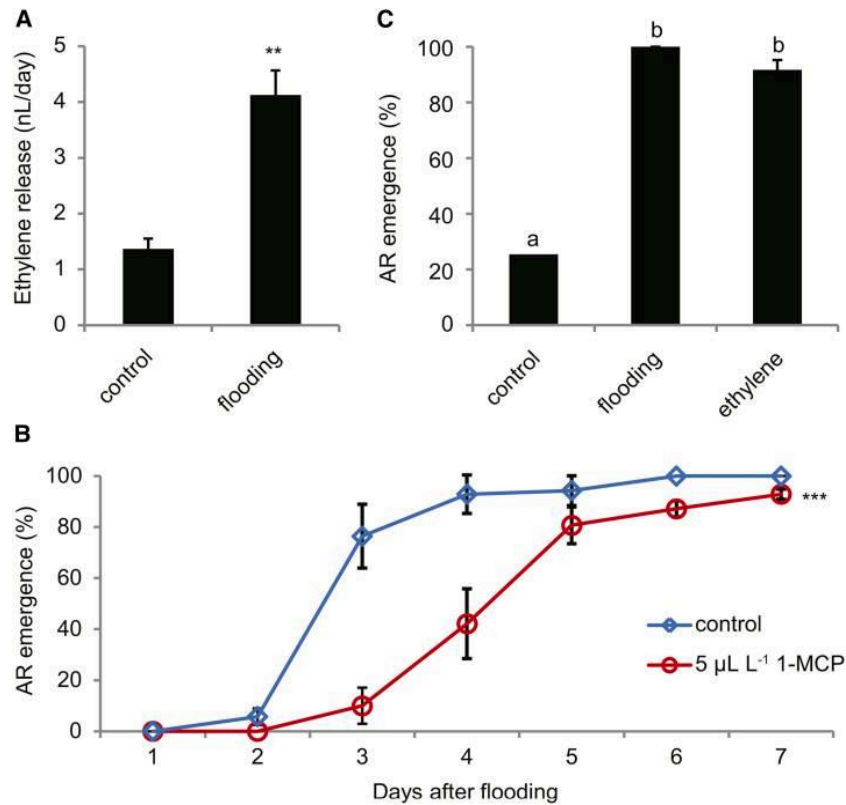 A
Ethylene release (nL/day)
5
4
3
2
1
0
**
control
flooding
C
AR emergence (%)
100
80
60
40
20
0
a
b
b
control
flooding
ethylene
B
AR emergence (%)
100
80
60
40
20
0
***
control
5 µL L⁻¹ 1-MCP
1 2 3 4 5 6 7
Days after flooding